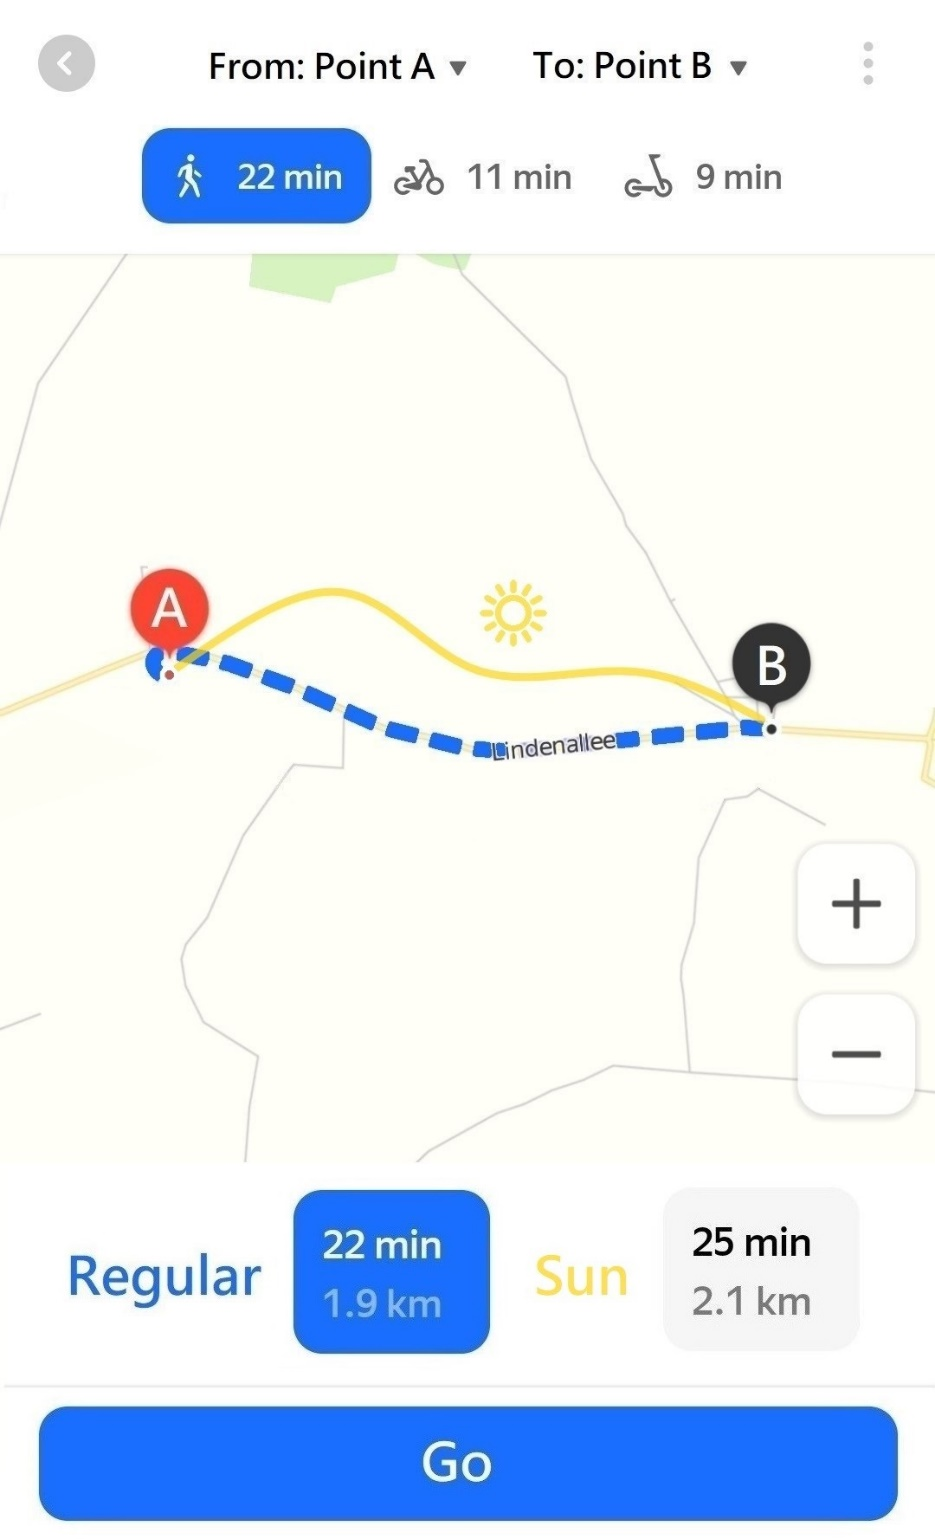 From: Point A
To: Point B
22 min
11 min
9 min
A
B
Lindenallee
Regular
22 min
1.9 km
Sun
25 min
2.1 km
Go